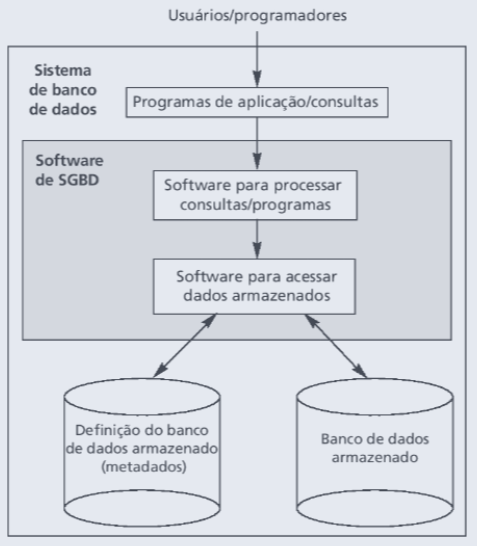 Usuários/programadores
Sistema
de banco
de dados
Programas de aplicação/consultas
Software
de SGBD
Software para processar
consultas/programas
Software para acessar
dados armazenados
Definição do banco
de dados armazenado
(metadados)
Banco de dados
armazenado